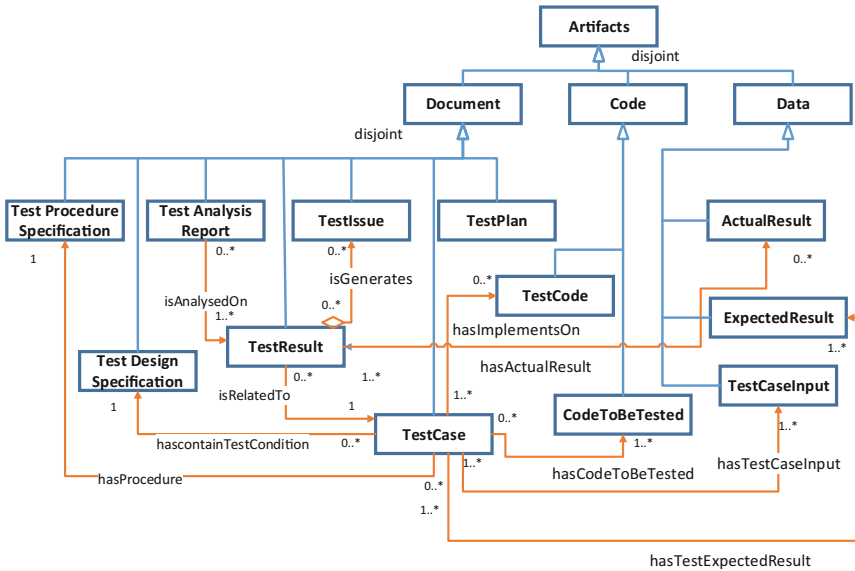 Artifacts
disjoint
Document
Code
Data
disjoint
Test Procedure
Specification
Test Analysis
Report
TestIssue
TestPlan
ActualResult
1
0..*
0..*
0..*
isGenerates
0..*
TestCode
isAnalysedOn
0..*
1..*
hasImplementsOn
ExpectedResult
TestResult
1..*
Test Design
Specification
0..*
1..*
hasActualResult
TestCaseInput
isRelatedTo
1..*
1
1
TestCase
0..*
CodeToBeTested
1..*
1..*
hascontainTestCondition
0..*
hasProcedure
1..*
hasCodeToBeTested
hasTestCaseInput
0..*
1..*
hasTestExpectedResult